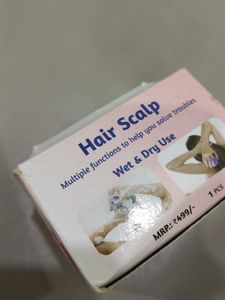 Hair Scalp
Multiple functions to help you solve troubles
Wet & Dry Use
1 PCS
MRP.: ₹499/-